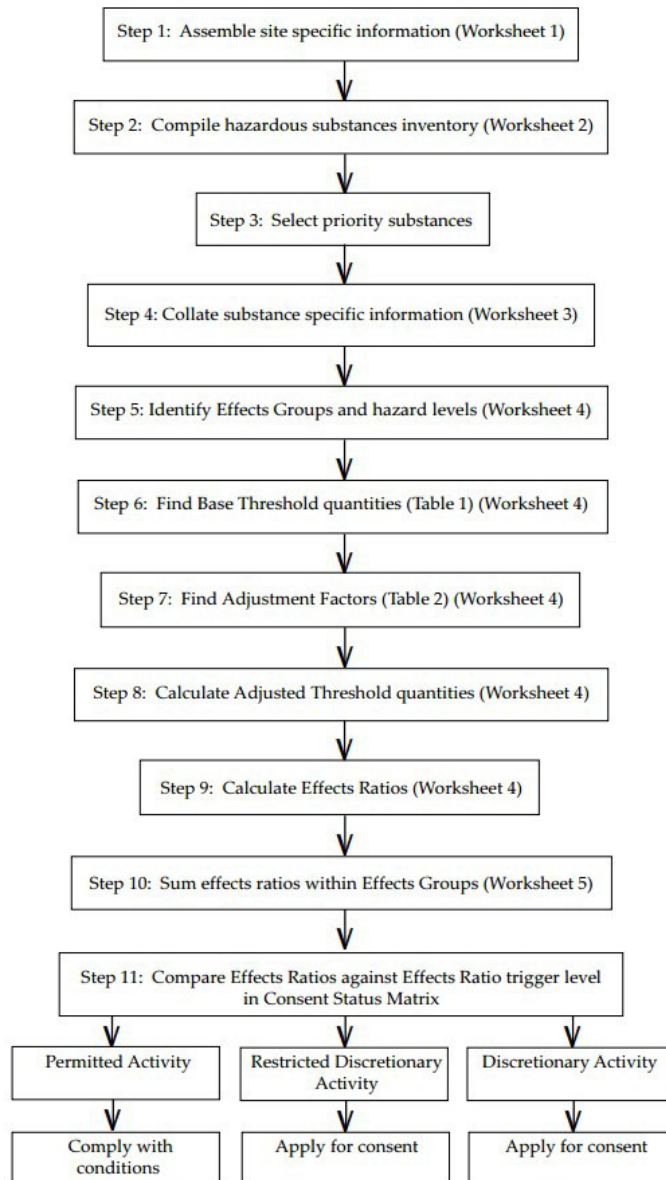 Step 1: Assemble site specific information (Worksheet 1)
Step 2: Compile hazardous substances inventory (Worksheet 2)
Step 3: Select priority substances
Step 4: Collate substance specific information (Worksheet 3)
Step 5: Identify Effects Groups and hazard levels (Worksheet 4)
Step 6: Find Base Threshold quantities (Table 1) (Worksheet 4)
Step 7: Find Adjustment Factors (Table 2) (Worksheet 4)
Step 8: Calculate Adjusted Threshold quantities (Worksheet 4)
Step 9: Calculate Effects Ratios (Worksheet 4)
Step 10: Sum effects ratios within Effects Groups (Worksheet 5)
Step 11: Compare Effects Ratios against Effects Ratio trigger level
in Consent Status Matrix
Permitted Activity
Restricted Discretionary
Activity
Discretionary Activity
Comply with
conditions
Apply for consent
Apply for consent